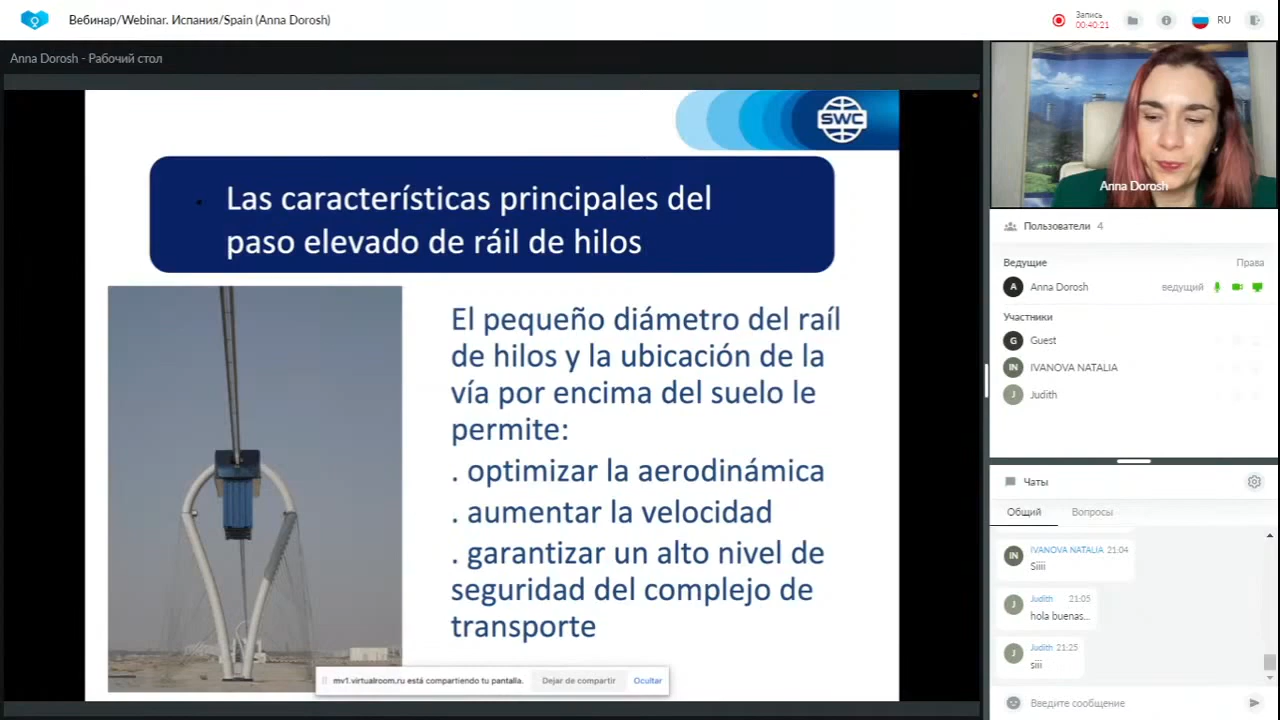 Вебинар/Webinar. Испания/Spain (Anna Dorosh)
Запись
00:40:21
RU
Anna Dorosh - Рабочий стол
SWC
Las características principales del
paso elevado de ráil de hilos
El pequeño diámetro del raíl
de hilos y la ubicación de la
vía por encima del suelo le
permite:
. optimizar la aerodinámica
. aumentar la velocidad
. garantizar un alto nivel de
seguridad del complejo de
transporte
mv1.virtualroom.ru está compartiendo tu pantalla. Dejar de compartir Ocultar
Anna Dorosh
Пользователи 4
Ведущие Права
A Anna Dorosh ведущий
Участники
G Guest
IN IVANOVA NATALIA
J Judith
Чаты
Общий Вопросы
IN IVANOVA NATALIA 21:04
Siiii
J Judith 21:05
hola buenas...
J Judith 21:25
siii
Введите сообщение